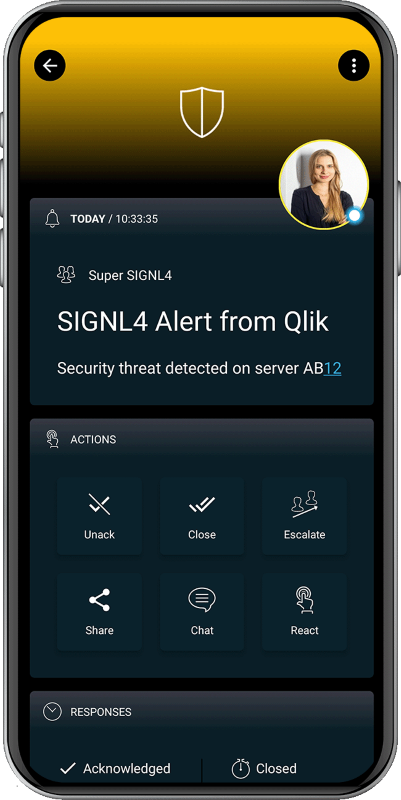 TODAY / 10:33:35
Super SIGNL4
SIGNL4 Alert from Qlik
Security threat detected on server AB12
ACTIONS
Unack
Close
Escalate
Share
Chat
React
RESPONSES
Acknowledged
Closed